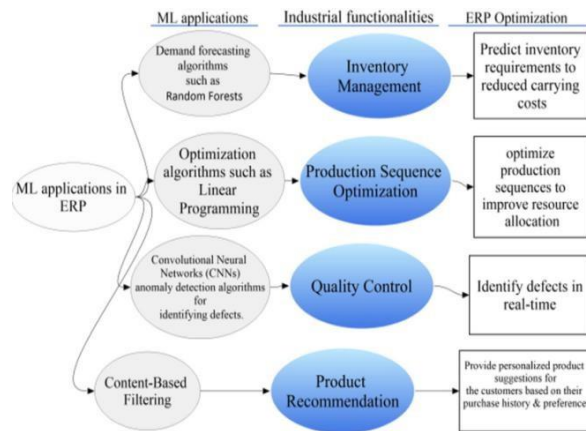 ML applications
Industrial functionalities
ERP Optimization
Demand forecasting
algorithms
such as
Random Forests
Inventory
Management
Predict inventory
requirements to
reduced carrying
costs
ML applications in
ERP
Optimization
algorithms such as
Linear
Programming
Production Sequence
Optimization
optimize
production
sequences to
improve resource
allocation
Convolutional Neural
Networks (CNNs)
anomaly detection algorithms
for
identifying defects.
Quality Control
Identify defects in
real-time
Content-Based
Filtering
Product
Recommendation
Provide personalized product
suggestions for
the customers based on their
purchase history & preference